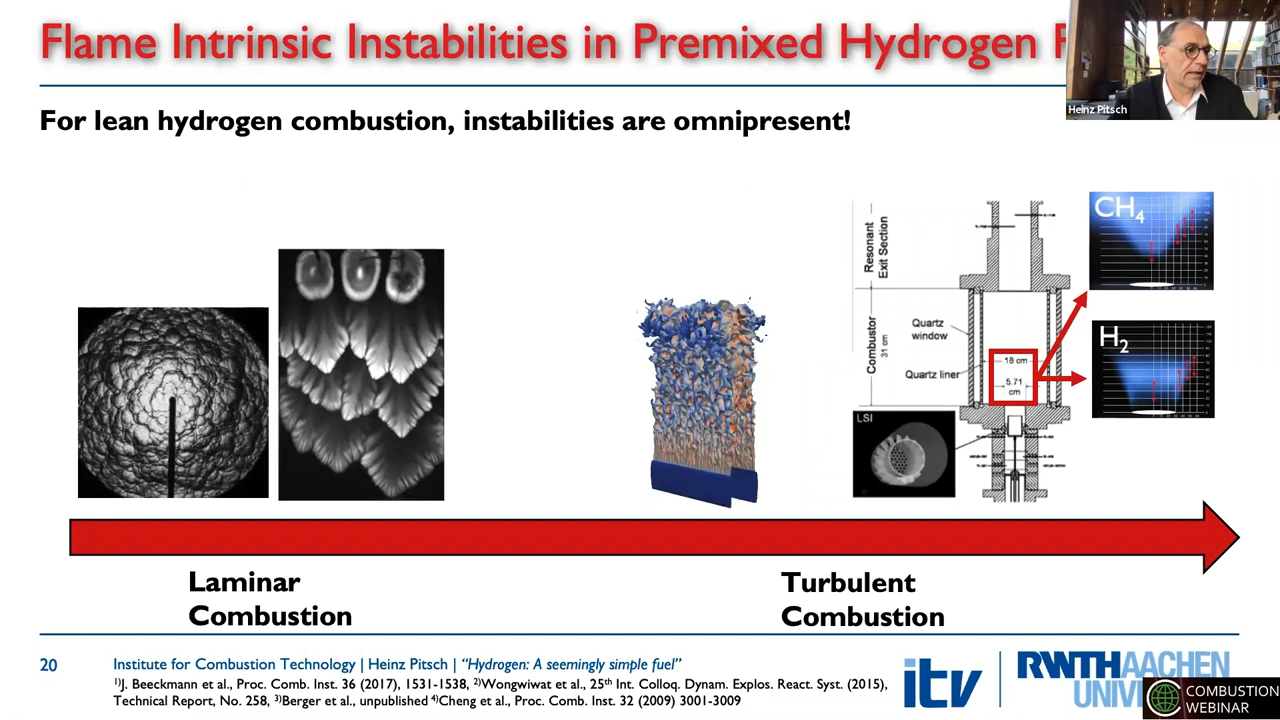 Flame Intrinsic Instabilities in Premixed Hydrogen F
Heinz Pitsch
For lean hydrogen combustion, instabilities are omnipresent!
Resonant
Exit Section
Combustor
31 cm
Quartz
window
Quartz liner
18 cm
5.71
cm
LSI
CH4
H2
Laminar
Combustion
Turbulent
Combustion
20
Institute for Combustion Technology | Heinz Pitsch | “Hydrogen: A seemingly simple fuel”
1)J. Beeckmann et al., Proc. Comb. Inst. 36 (2017), 1531-1538, 2)Wongwiwat et al., 25th Int. Colloq. Dynam. Explos. React. Syst. (2015),
Technical Report, No. 258, 3)Berger et al., unpublished 4)Cheng et al., Proc. Comb. Inst. 32 (2009) 3001-3009
itv
RWTH AACHEN
UNIVE
COMBUSTION
WEBINAR